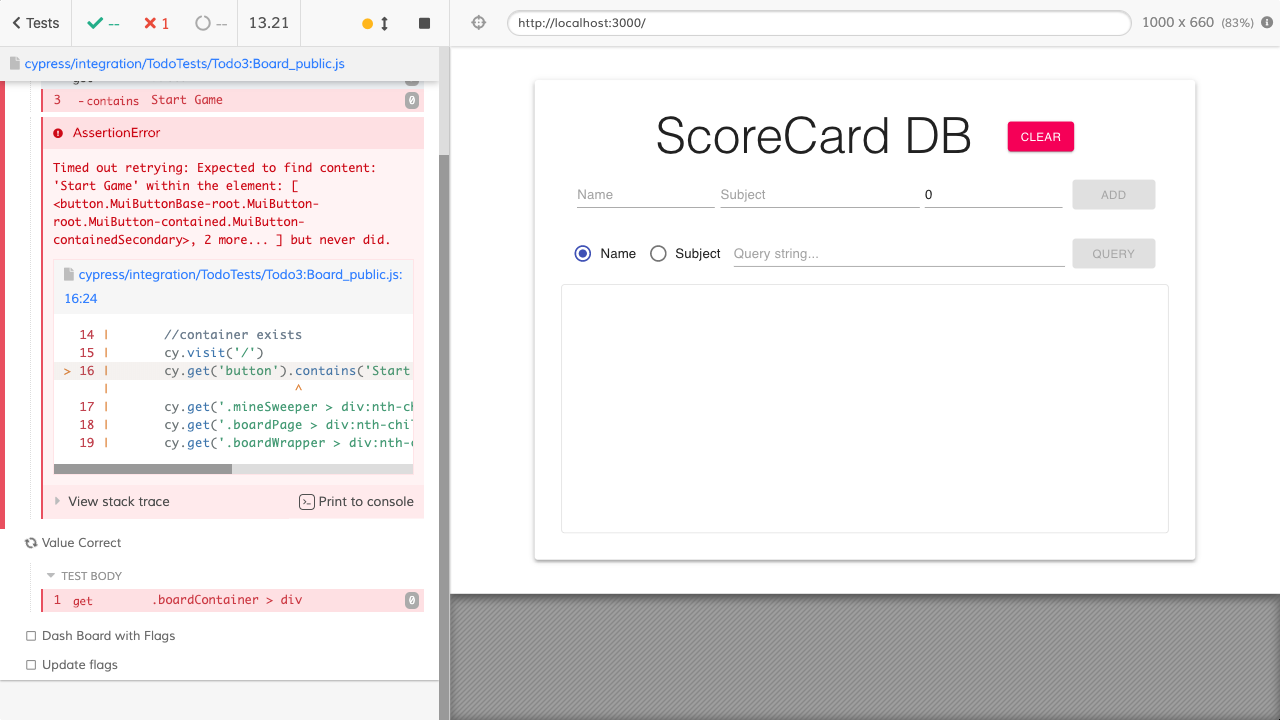 Tests
--
1
--
13.21
cypress/integration/TodoTests/Todo3:Board_public.js
3 - contains Start Game 0
AssertionError
Timed out retrying: Expected to find content:
'Start Game' within the element: [
<button.MuiButtonBase-root.MuiButton-
root.MuiButton-contained.MuiButton-
containedSecondary>, 2 more... ] but never did.
cypress/integration/TodoTests/Todo3:Board_public.js:
16:24
14 | //container exists
15 | cy.visit('/')
> 16 | cy.get('button').contains('Start
| ^
17 | cy.get('.mineSweeper > div:nth-ch
18 | cy.get('.boardPage > div:nth-chi
19 | cy.get('.boardWrapper > div:nth-c
View stack trace
Print to console
Value Correct
TEST BODY
1 get .boardContainer > div 0
Dash Board with Flags
Update flags
http://localhost:3000/
1000 x 660 (83%)
ScoreCard DB
CLEAR
Name
Subject
0
ADD
Name
Subject
Query string...
QUERY